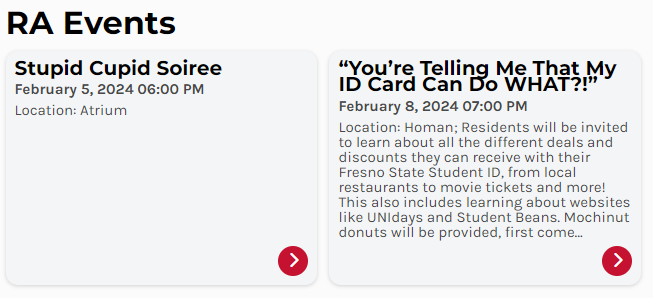 RA Events
Stupid Cupid Soiree
February 5, 2024 06:00 PM
Location: Atrium
“You’re Telling Me That My
ID Card Can Do WHAT?!”
February 8, 2024 07:00 PM
Location: Homan; Residents will be invited
to learn about all the different deals and
discounts they can receive with their
Fresno State Student ID, from local
restaurants to movie tickets and more!
This also includes learning about websites
like UNIdays and Student Beans. Mochinut
donuts will be provided, first come...